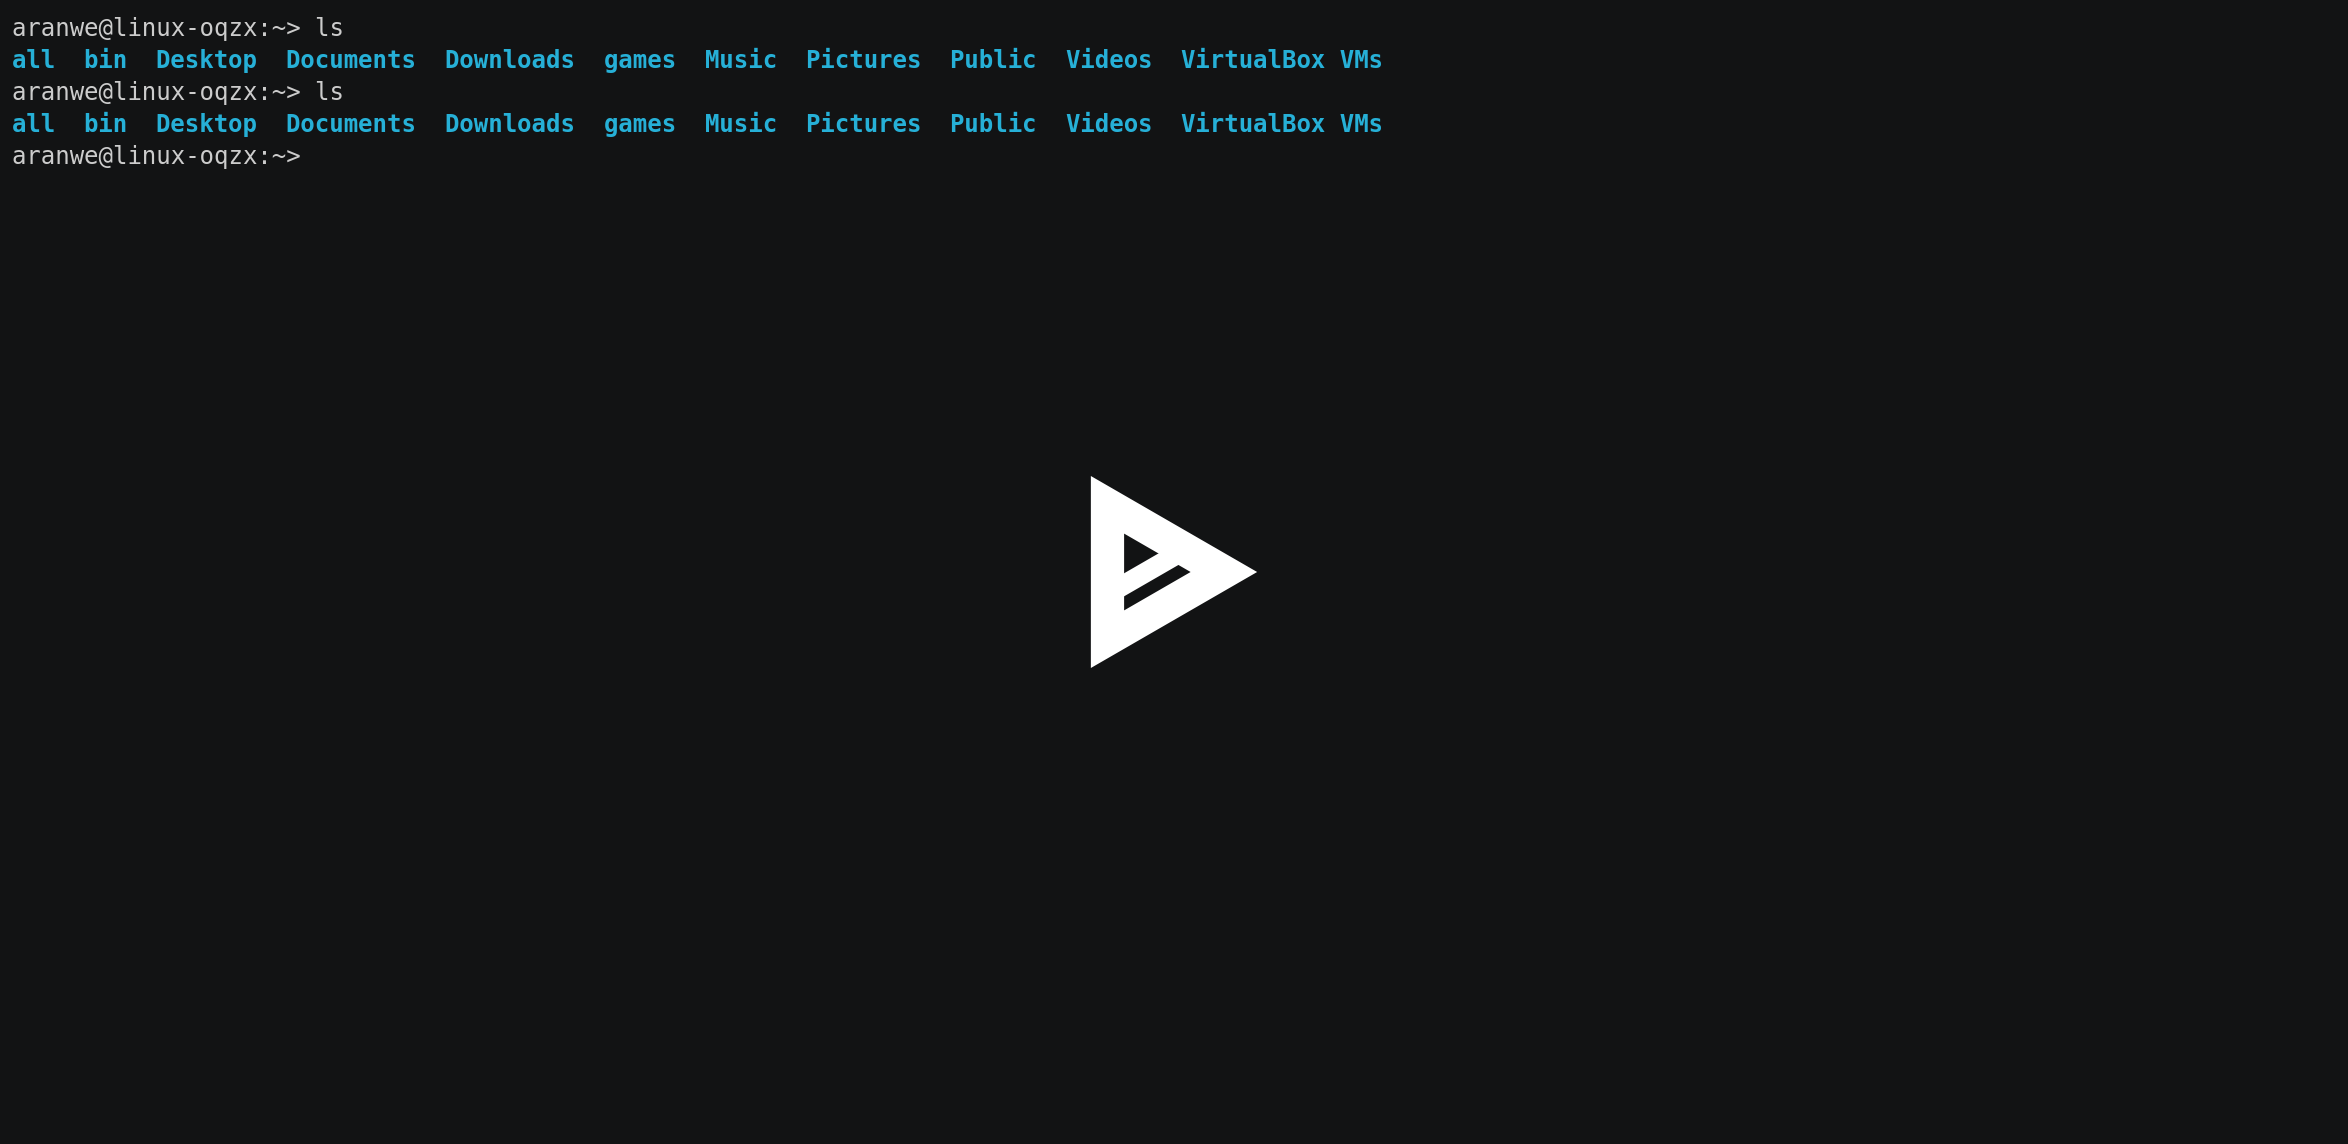 aranwe@linux-oqzx:~> ls
all  bin  Desktop  Documents  Downloads  games  Music  Pictures  Public  Videos  VirtualBox VMs
aranwe@linux-oqzx:~> ls
all  bin  Desktop  Documents  Downloads  games  Music  Pictures  Public  Videos  VirtualBox VMs
aranwe@linux-oqzx:~>